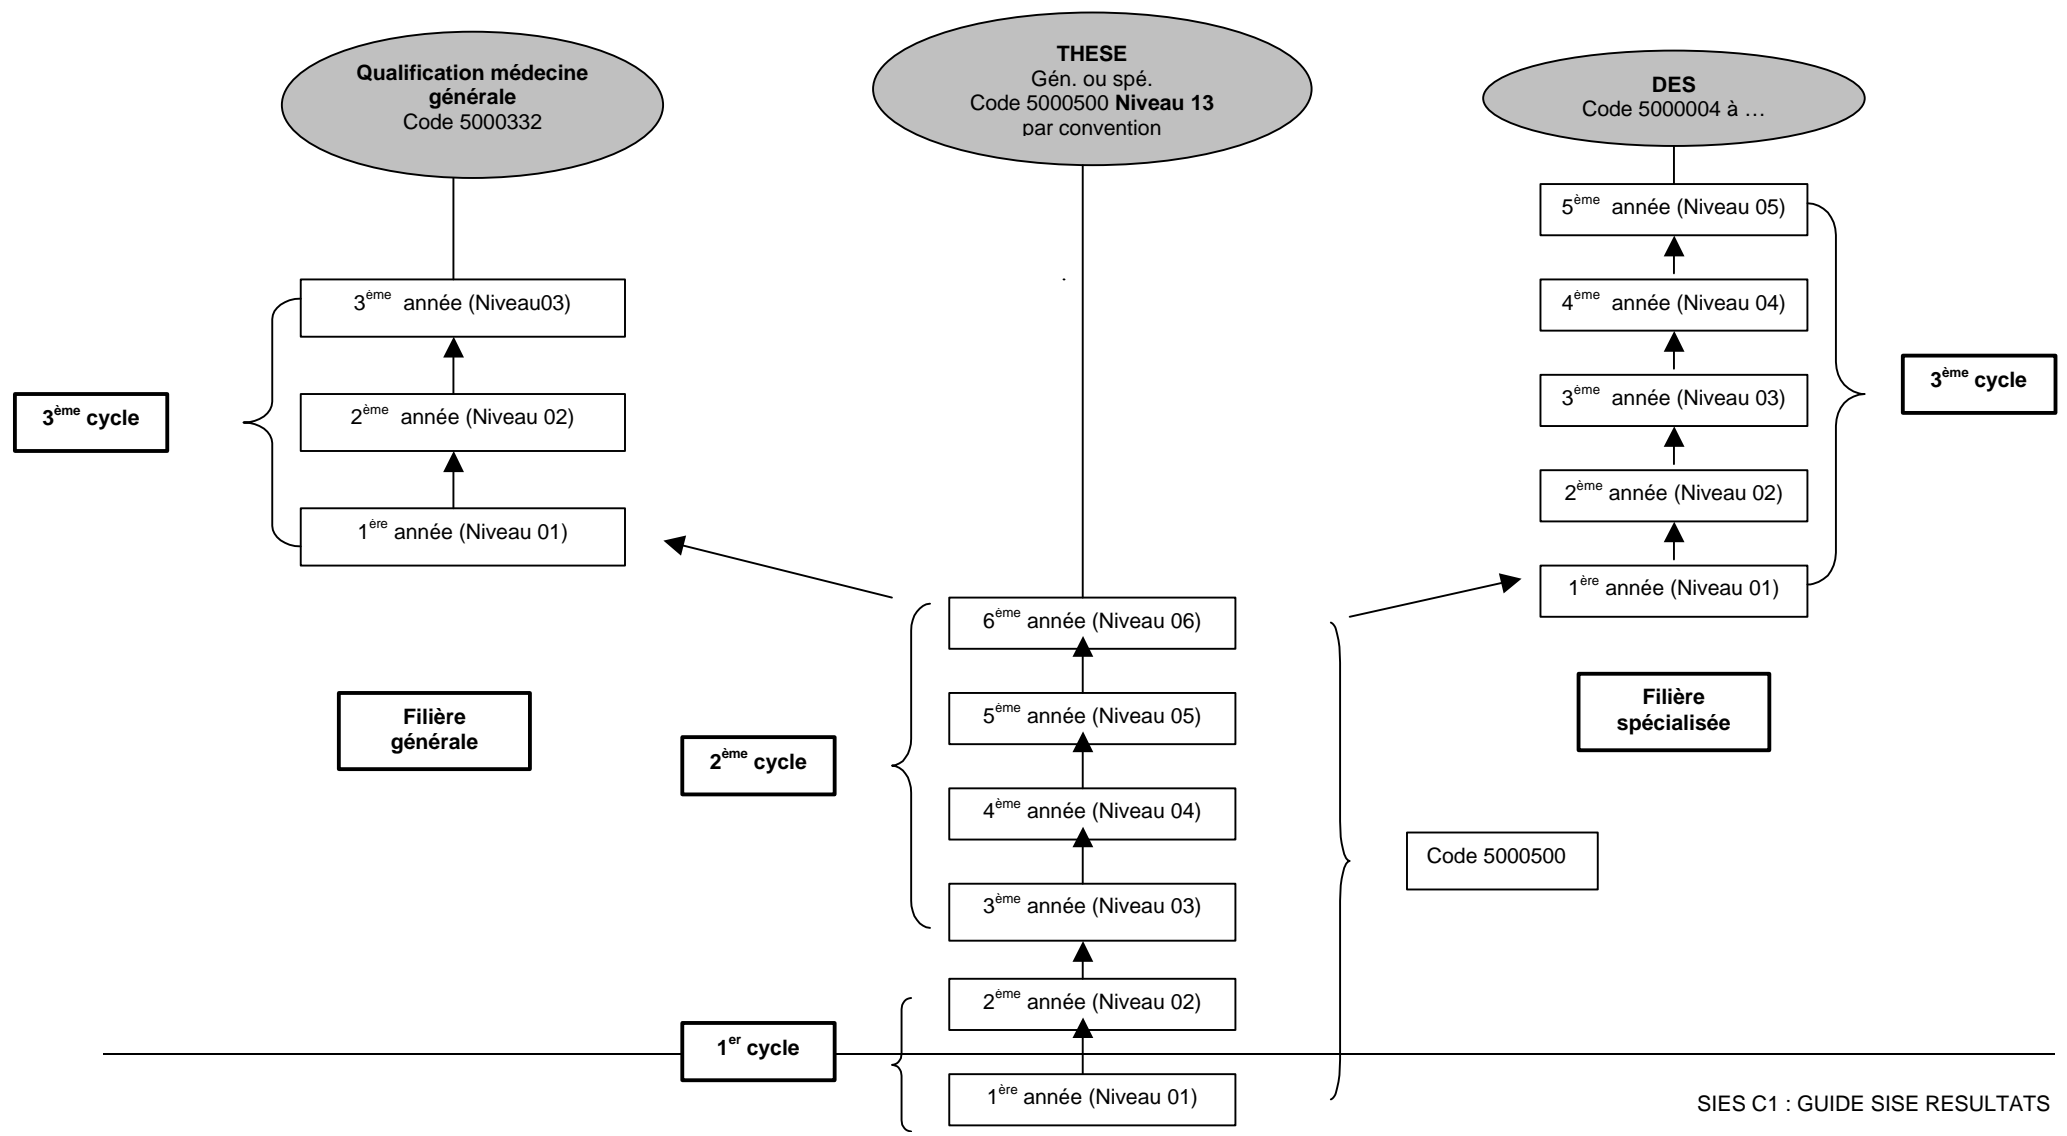 Qualification médecine
générale
Code 5000332
THESE
Gén. ou spé.
Code 5000500 Niveau 13
par convention
DES
Code 5000004 à …
5ème année (Niveau 05)
4ème année (Niveau 04)
3ème année (Niveau 03)
2ème année (Niveau 02)
1ère année (Niveau 01)
3ème cycle
3ème année (Niveau03)
2ème année (Niveau 02)
1ère année (Niveau 01)
3ème cycle
Filière
générale
Filière
spécialisée
6ème année (Niveau 06)
5ème année (Niveau 05)
4ème année (Niveau 04)
3ème année (Niveau 03)
2ème cycle
Code 5000500
2ème année (Niveau 02)
1ère année (Niveau 01)
1er cycle
SIES C1 : GUIDE SISE RESULTATS